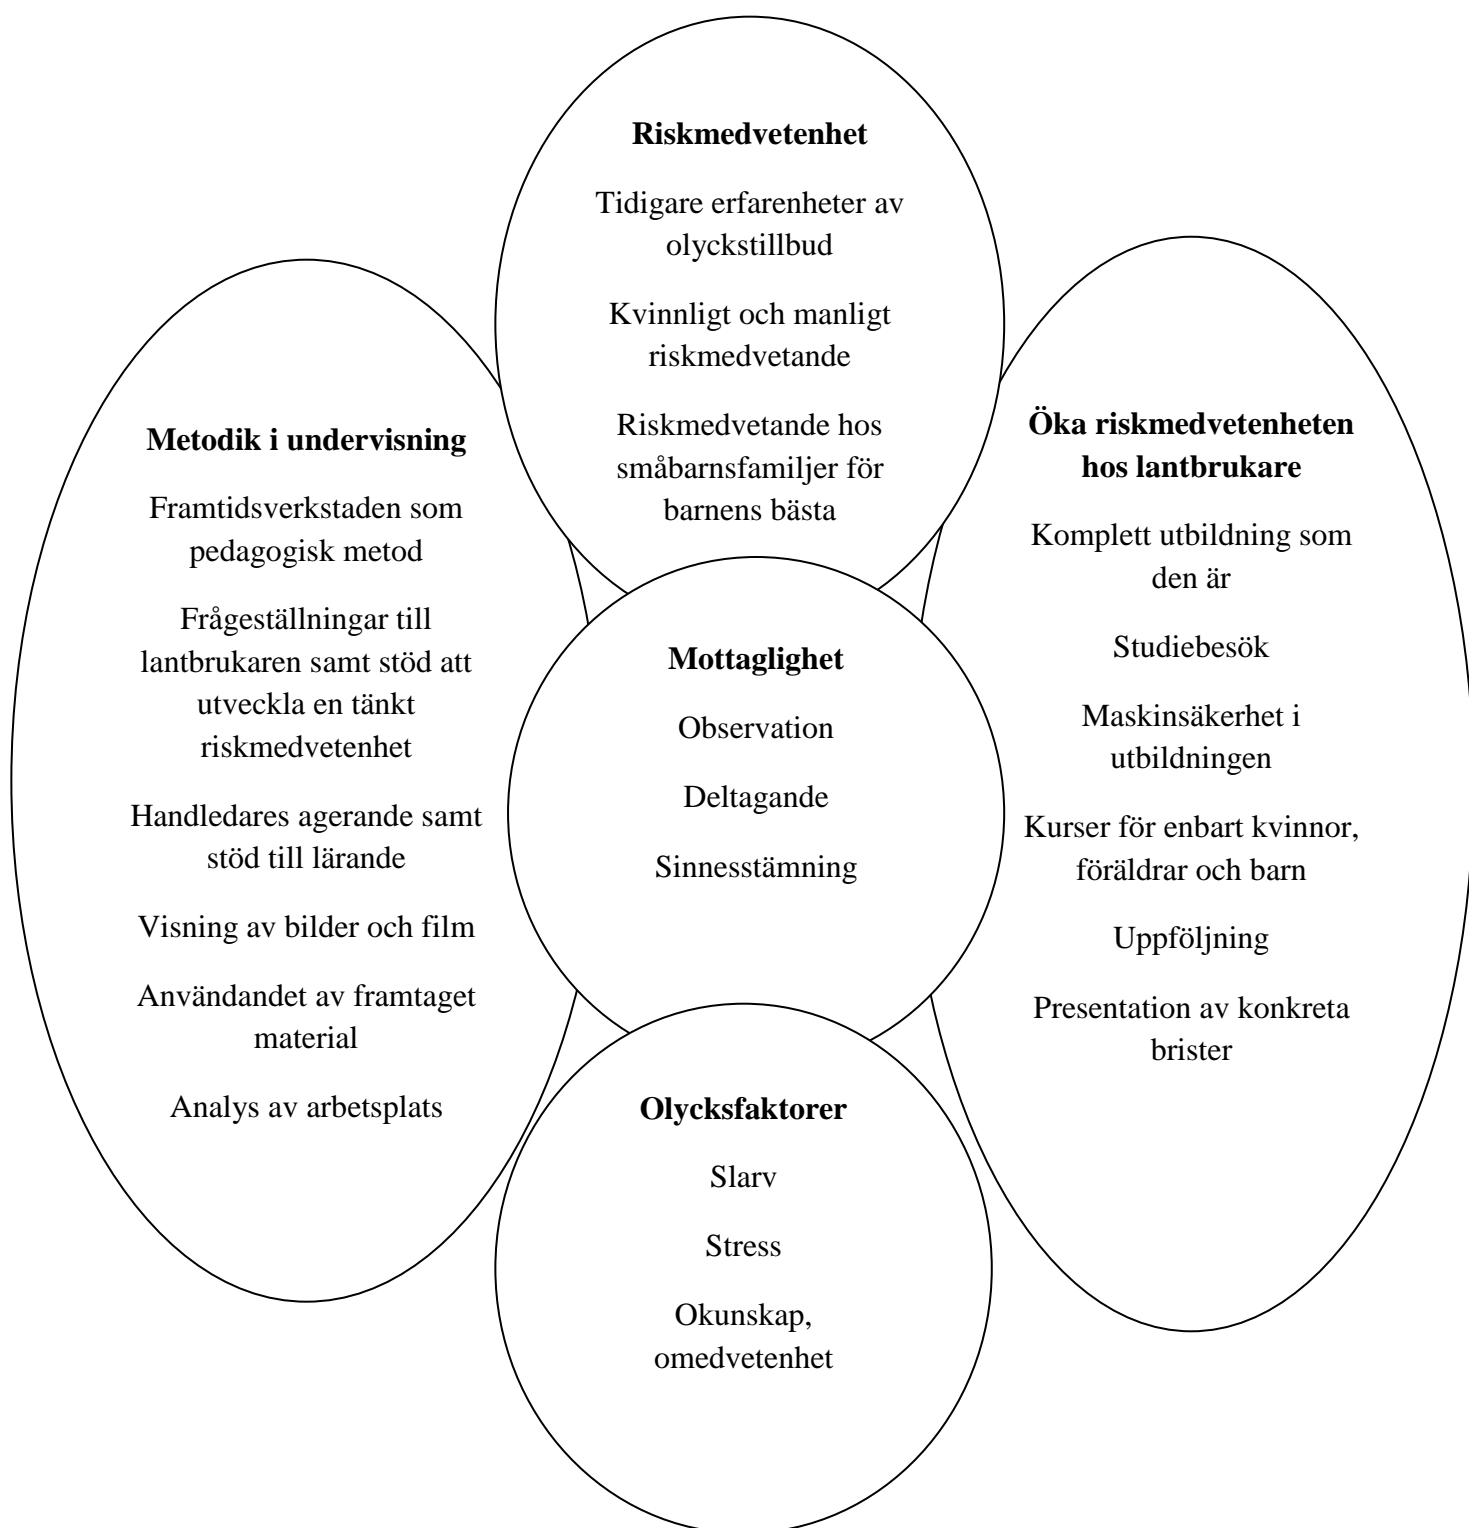 Riskmedvetenhet
Tidigare erfarenheter av
olyckstillbud
Kvinnligt och manligt
riskmedvetande
Riskmedvetande hos
småbarnsfamiljer för
barnens bästa
Metodik i undervisning
Framtidsverkstaden som
pedagogisk metod
Frågeställningar till
lantbrukaren samt stöd att
utveckla en tänkt
riskmedvetenhet
Handledares agerande samt
stöd till lärande
Visning av bilder och film
Användandet av framtaget
material
Analys av arbetsplats
Mottaglighet
Observation
Deltagande
Sinnesstämning
Öka riskmedvetenheten
hos lantbrukare
Komplett utbildning som
den är
Studiebesök
Maskinsäkerhet i
utbildningen
Kurser för enbart kvinnor,
föräldrar och barn
Uppföljning
Presentation av konkreta
brister
Olycksfaktorer
Slarv
Stress
Okunskap,
omedvetenhet